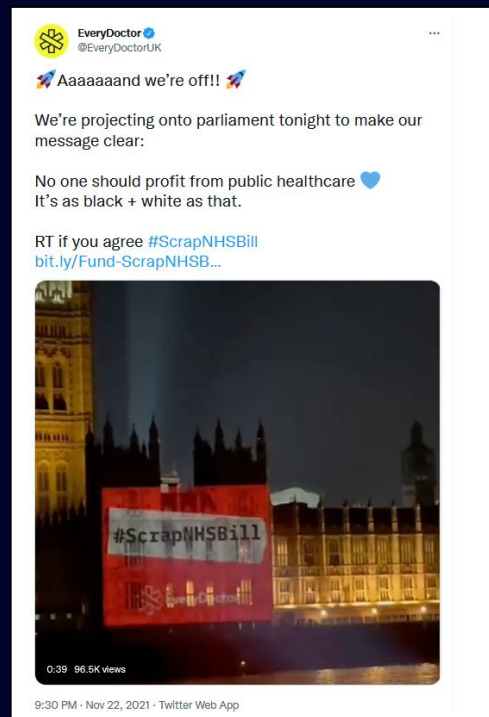 EveryDoctor
@EveryDoctorUK
🚀Aaaaaaand we're off!! 🚀
We're projecting onto parliament tonight to make our
message clear:
No one should profit from public healthcare 💙
It's as black + white as that.
RT if you agree #ScrapNHSBill
bit.ly/Fund-ScrapNHSB...
#ScrapNHSBill
EveryDoctor
0:39 96.5K views
9:30 PM · Nov 22, 2021 · Twitter Web App